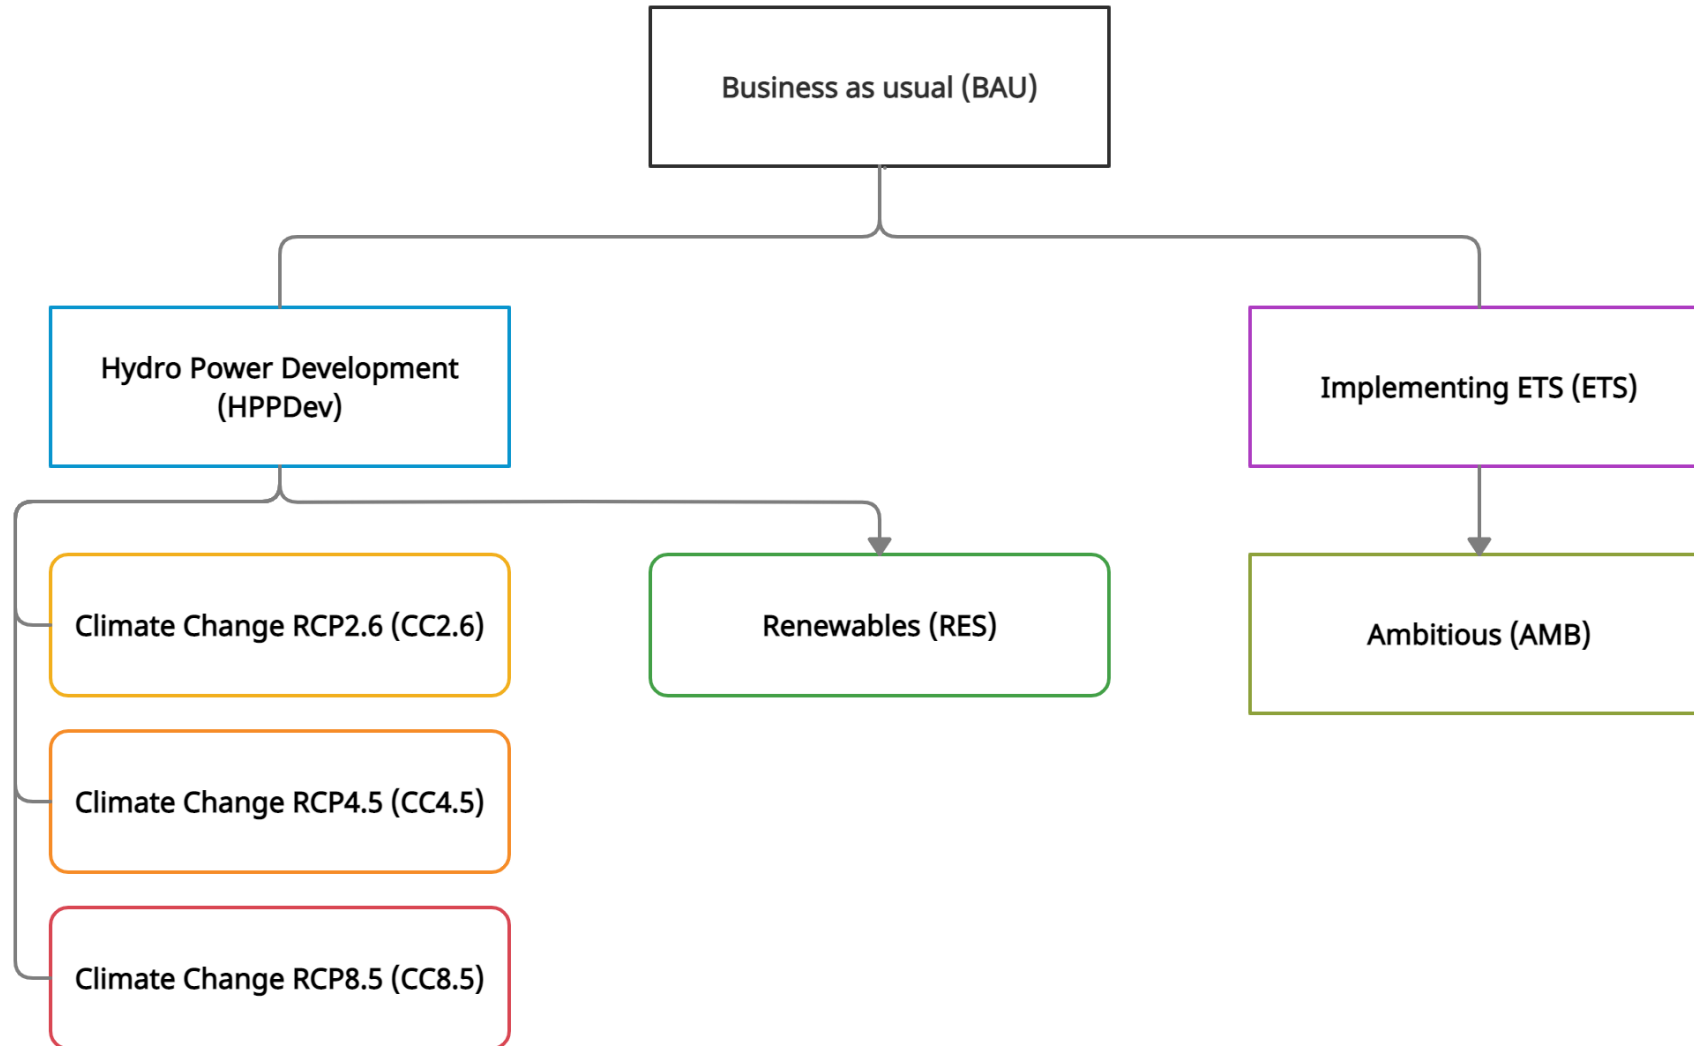 Business as usual (BAU)
Hydro Power Development
(HPPDev)
Implementing ETS (ETS)
Climate Change RCP2.6 (CC2.6)
Renewables (RES)
Ambitious (AMB)
Climate Change RCP4.5 (CC4.5)
Climate Change RCP8.5 (CC8.5)